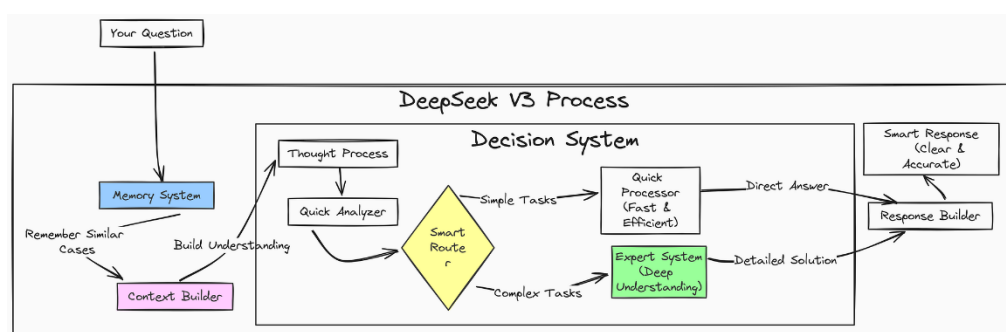 Your Question
DeepSeek V3 Process
Decision System
Thought Process
Quick Analyzer
Memory System
Remember Similar
Cases
Build Understanding
Context Builder
Smart
Route
r
Simple Tasks
Complex Tasks
Quick
Processor
(Fast &
Efficient)
Expert System
(Deep
Understanding)
Direct Answer
Detailed Solution
Smart Response
(Clear &
Accurate)
Response Builder